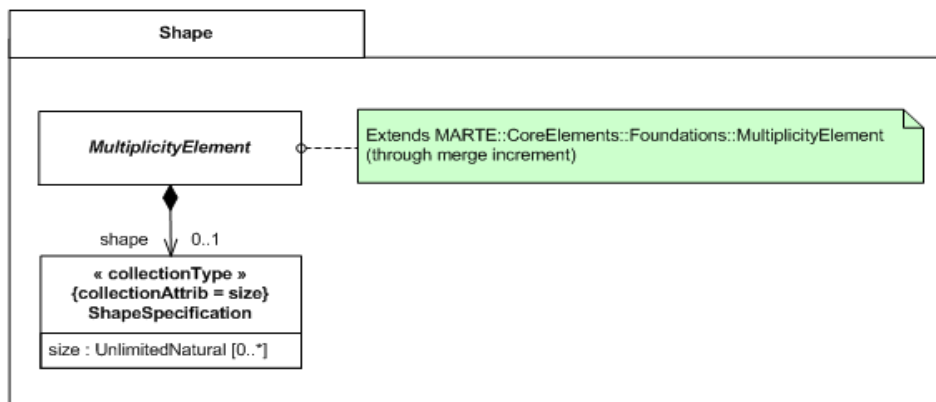 Shape
MultiplicityElement
Extends MARTE::CoreElements::Foundations::MultiplicityElement
(through merge increment)
shape 0..1
« collectionType »
{collectionAttrib = size}
ShapeSpecification
size : UnlimitedNatural [0..*]